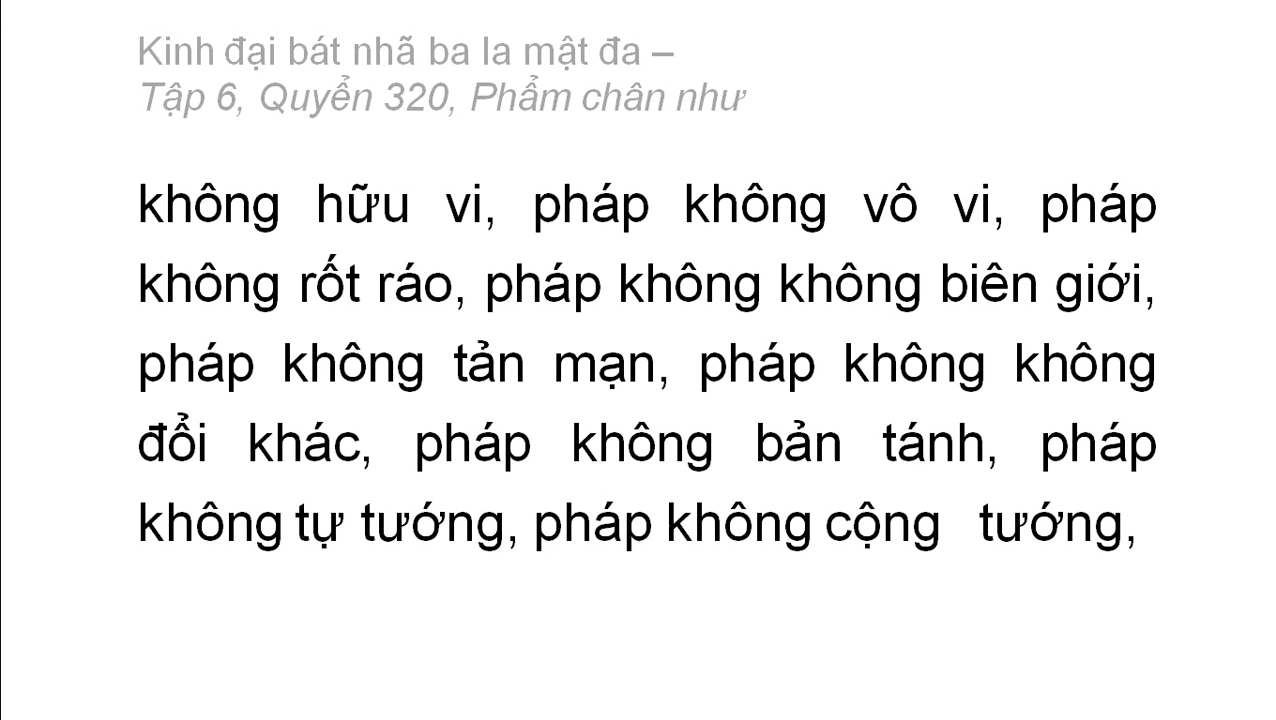 Kinh đại bát nhã ba la mật đa –
Tập 6, Quyển 320, Phẩm chân như
không hữu vi, pháp không vô vi, pháp
không rốt ráo, pháp không không biên giới,
pháp không tản mạn, pháp không không
đổi khác, pháp không bản tánh, pháp
không tự tướng, pháp không cộng tướng,